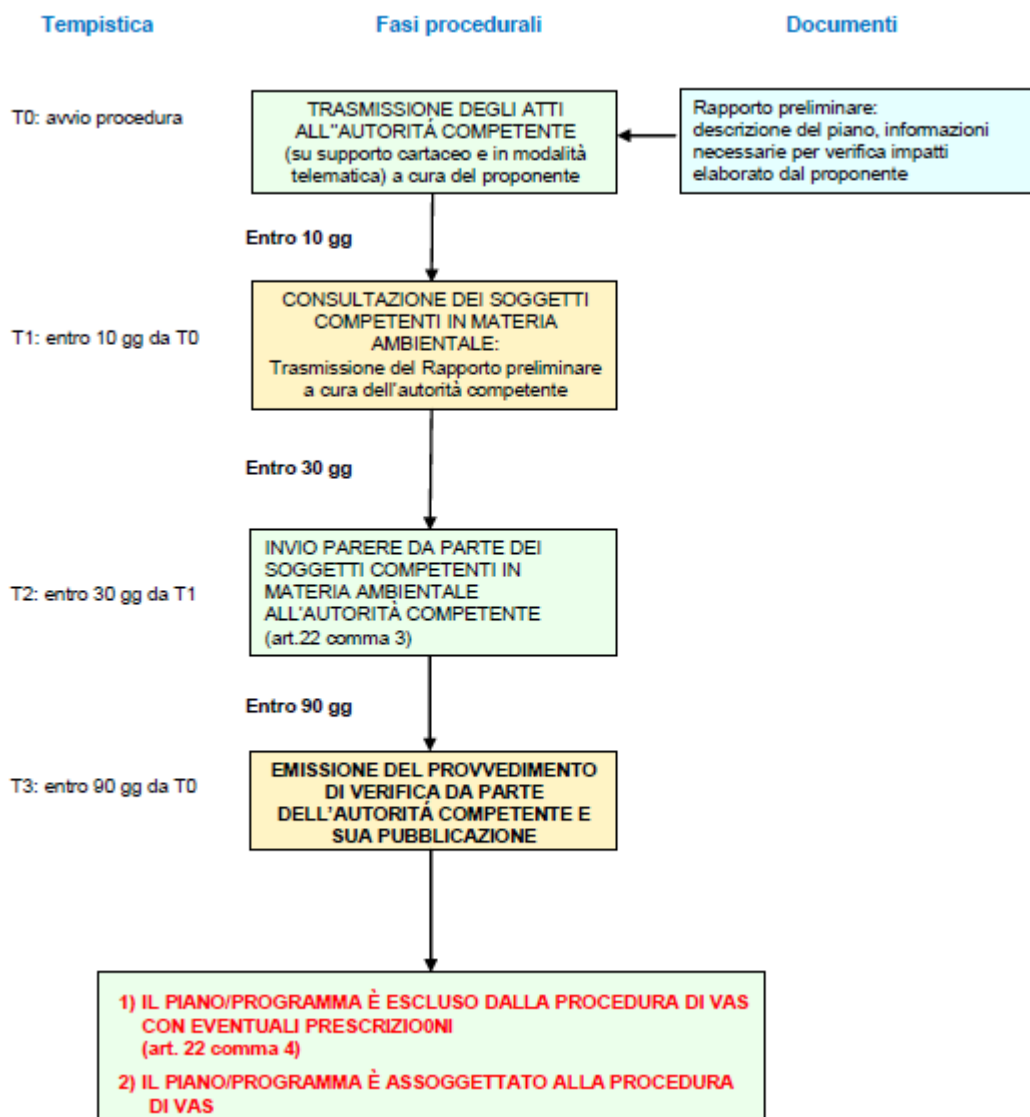 Tempistica
Fasi procedurali
Documenti
T0: avvio procedura
TRASMISSIONE DEGLI ATTI
ALL"AUTORITÁ COMPETENTE
(su supporto cartaceo e in modalità
telematica) a cura del proponente
Rapporto preliminare:
descrizione del piano, informazioni
necessarie per verifica impatti
elaborato dal proponente
Entro 10 gg
T1: entro 10 gg da T0
CONSULTAZIONE DEI SOGGETTI
COMPETENTI IN MATERIA
AMBIENTALE:
Trasmissione del Rapporto preliminare
a cura dell'autorità competente
Entro 30 gg
T2: entro 30 gg da T1
INVIO PARERE DA PARTE DEI
SOGGETTI COMPETENTI IN
MATERIA AMBIENTALE
ALL'AUTORITÀ COMPETENTE
(art.22 comma 3)
Entro 90 gg
T3: entro 90 gg da T0
EMISSIONE DEL PROVVEDIMENTO
DI VERIFICA DA PARTE
DELL'AUTORITÁ COMPETENTE E
SUA PUBBLICAZIONE
1) IL PIANO/PROGRAMMA È ESCLUSO DALLA PROCEDURA DI VAS
CON EVENTUALI PRESCRIZIO0NI
(art. 22 comma 4)
2) IL PIANO/PROGRAMMA È ASSOGGETTATO ALLA PROCEDURA
DI VAS